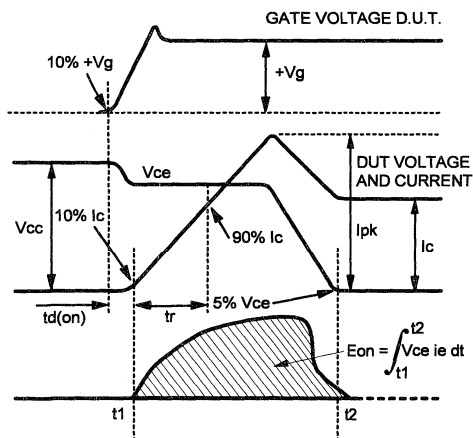 GATE VOLTAGE D.U.T.
10% +Vg
+Vg
Vce
DUT VOLTAGE
AND CURRENT
10% Ic
Vcc
90% Ic
Ipk
Ic
td(on)
tr
5% Vce
Eon = ∫t1t2 Vce ie dt
t1
t2